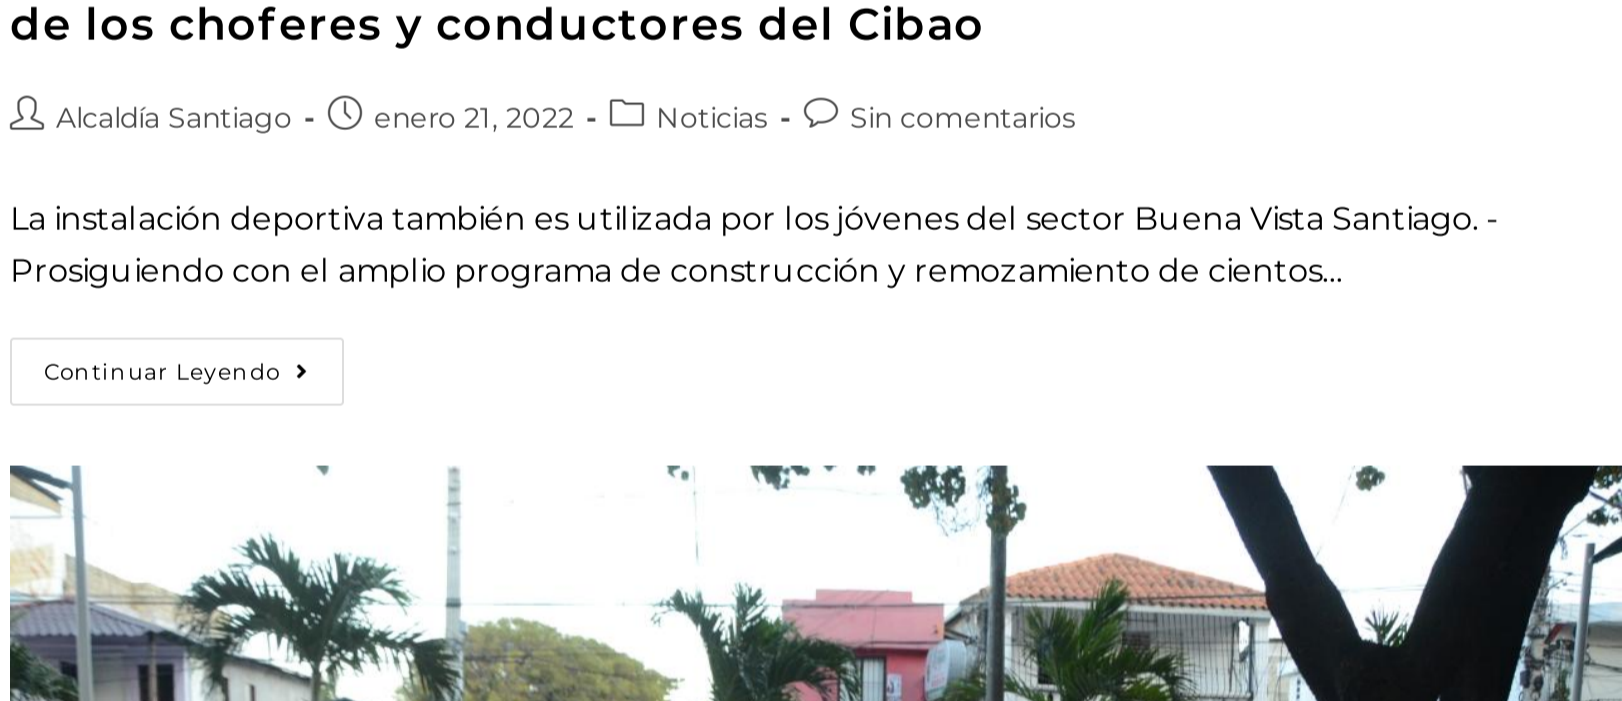 de los choferes y conductores del Cibao
Alcaldía Santiago - enero 21, 2022 - Noticias - Sin comentarios
La instalación deportiva también es utilizada por los jóvenes del sector Buena Vista Santiago. -
Prosiguiendo con el amplio programa de construcción y remozamiento de cientos...
Continuar Leyendo